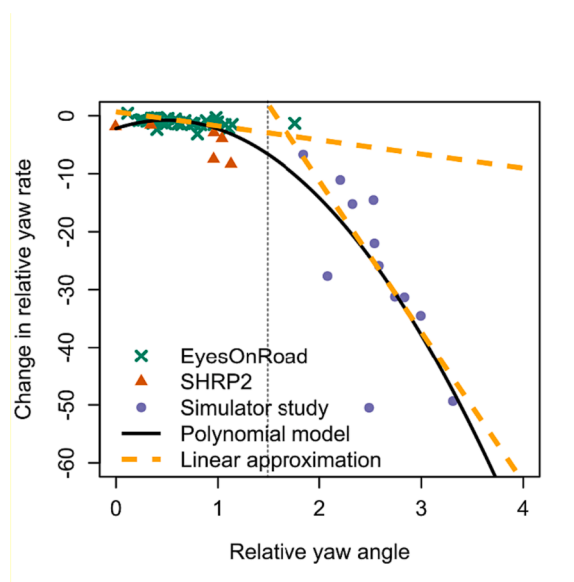 0
-10
-20
-30
-40
-50
-60
Change in relative yaw rate
EyesOnRoad
SHRP2
Simulator study
Polynomial model
Linear approximation
0 1 2 3 4
Relative yaw angle